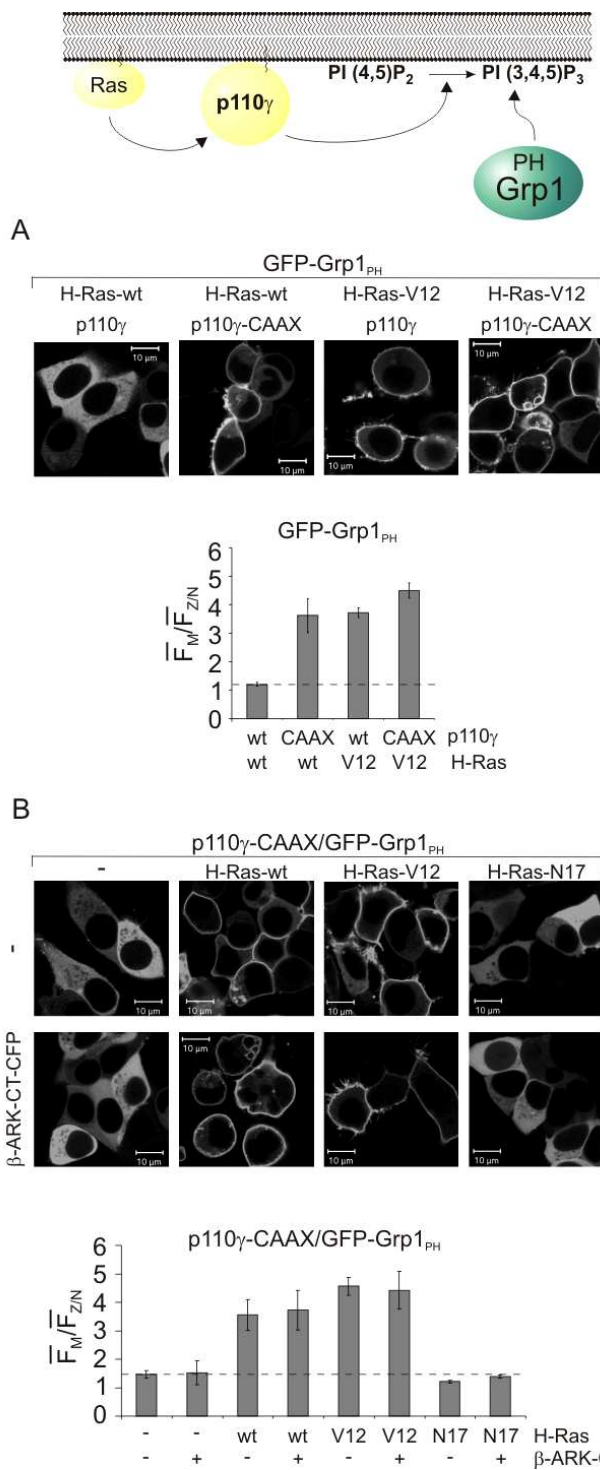 Ras
p110γ
PI (4,5)P₂
PI (3,4,5)P₃
PH
Grp1
A
GFP-Grp1PH
H-Ras-wt H-Ras-wt H-Ras-V12 H-Ras-V12
p110γ p110γ-CAAX p110γ p110γ-CAAX
10 µm
10 µm
10 µm
10 µm
GFP-Grp1PH
F̅M/F̅Z/N
6
5
4
3
2
1
0
wt CAAX wt CAAX p110γ
wt wt V12 V12 H-Ras
B
p110γ-CAAX/GFP-Grp1PH
- H-Ras-wt H-Ras-V12 H-Ras-N17
-
10 µm 10 µm 10 µm 10 µm
β-ARK-CT-CFP
10 µm 10 µm 10 µm 10 µm
p110γ-CAAX/GFP-Grp1PH
F̅M/F̅Z/N
6
5
4
3
2
1
0
- - wt wt V12 V12 N17 N17 H-Ras
- + - + - + - + β-ARK-C